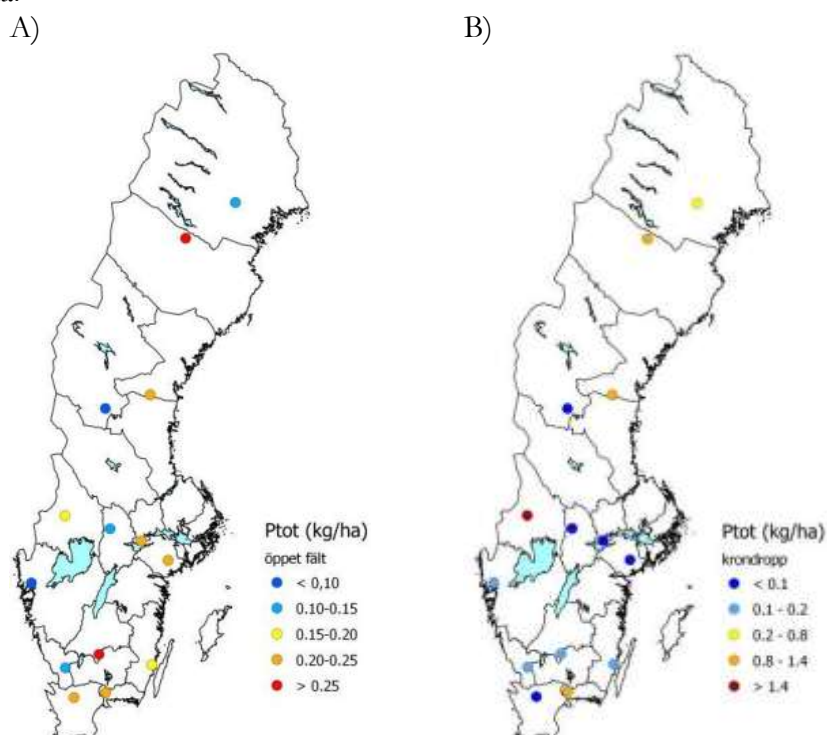 A)
B)
Ptot (kg/ha)
öppet fält
< 0,10
0.10-0.15
0.15-0.20
0.20-0.25
> 0.25
Ptot (kg/ha)
krondropp
< 0.1
0.1 - 0.2
0.2 - 0.8
0.8 - 1.4
> 1.4